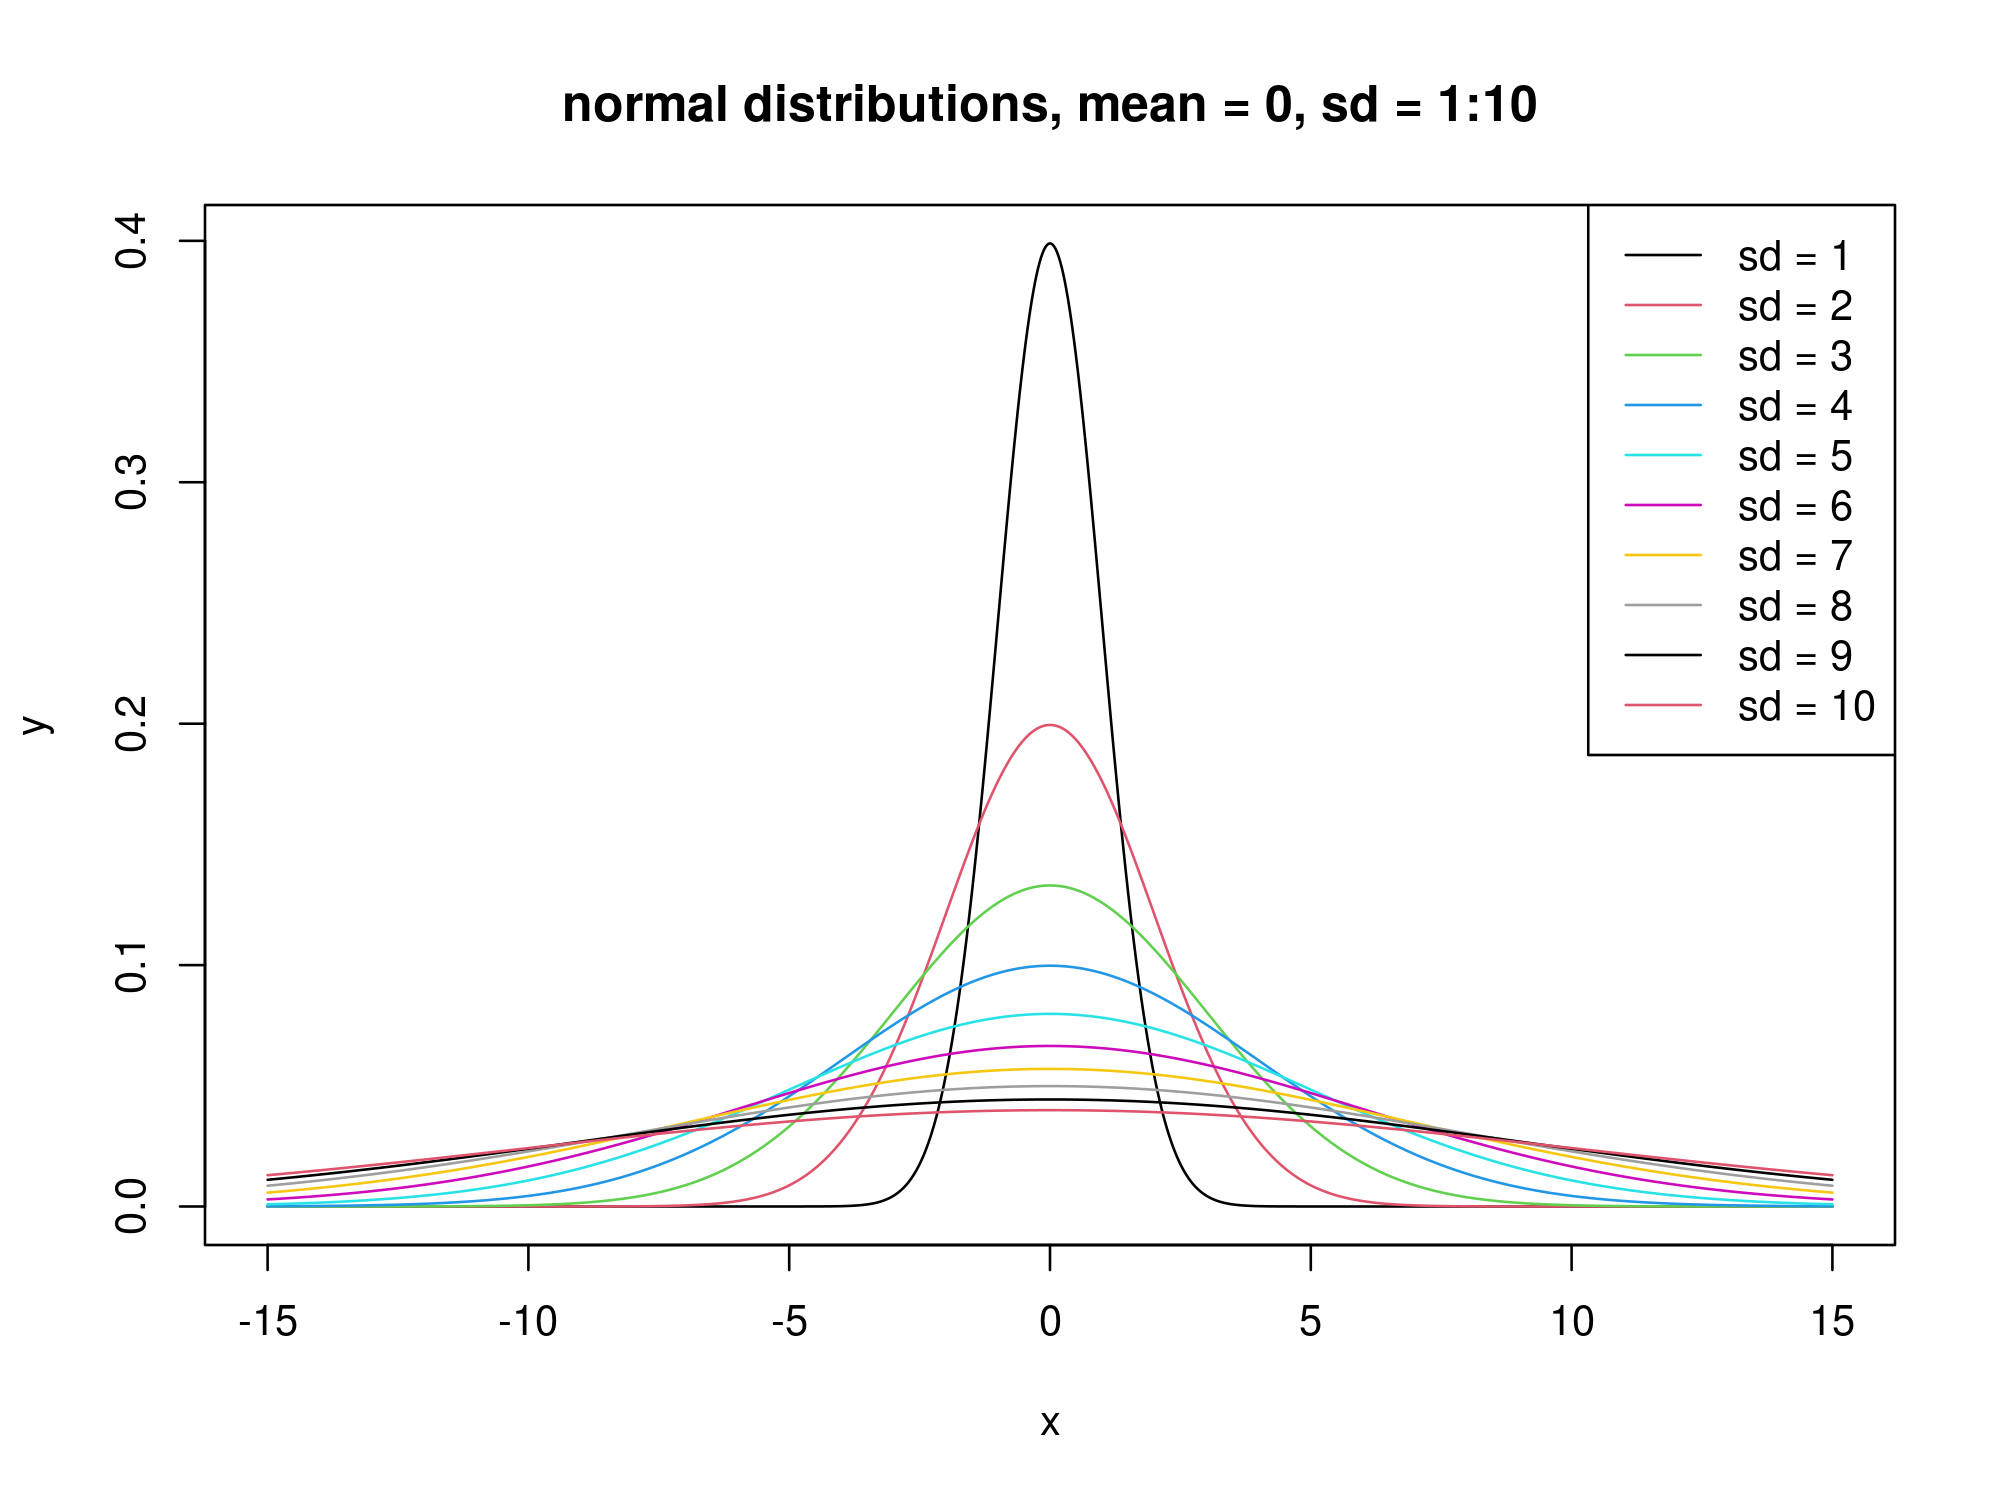 normal distributions, mean = 0, sd = 1:10
sd = 1
sd = 2
sd = 3
sd = 4
sd = 5
sd = 6
sd = 7
sd = 8
sd = 9
sd = 10
y
0.4
0.3
0.2
0.1
0.0
-15 -10 -5 0 5 10 15
x